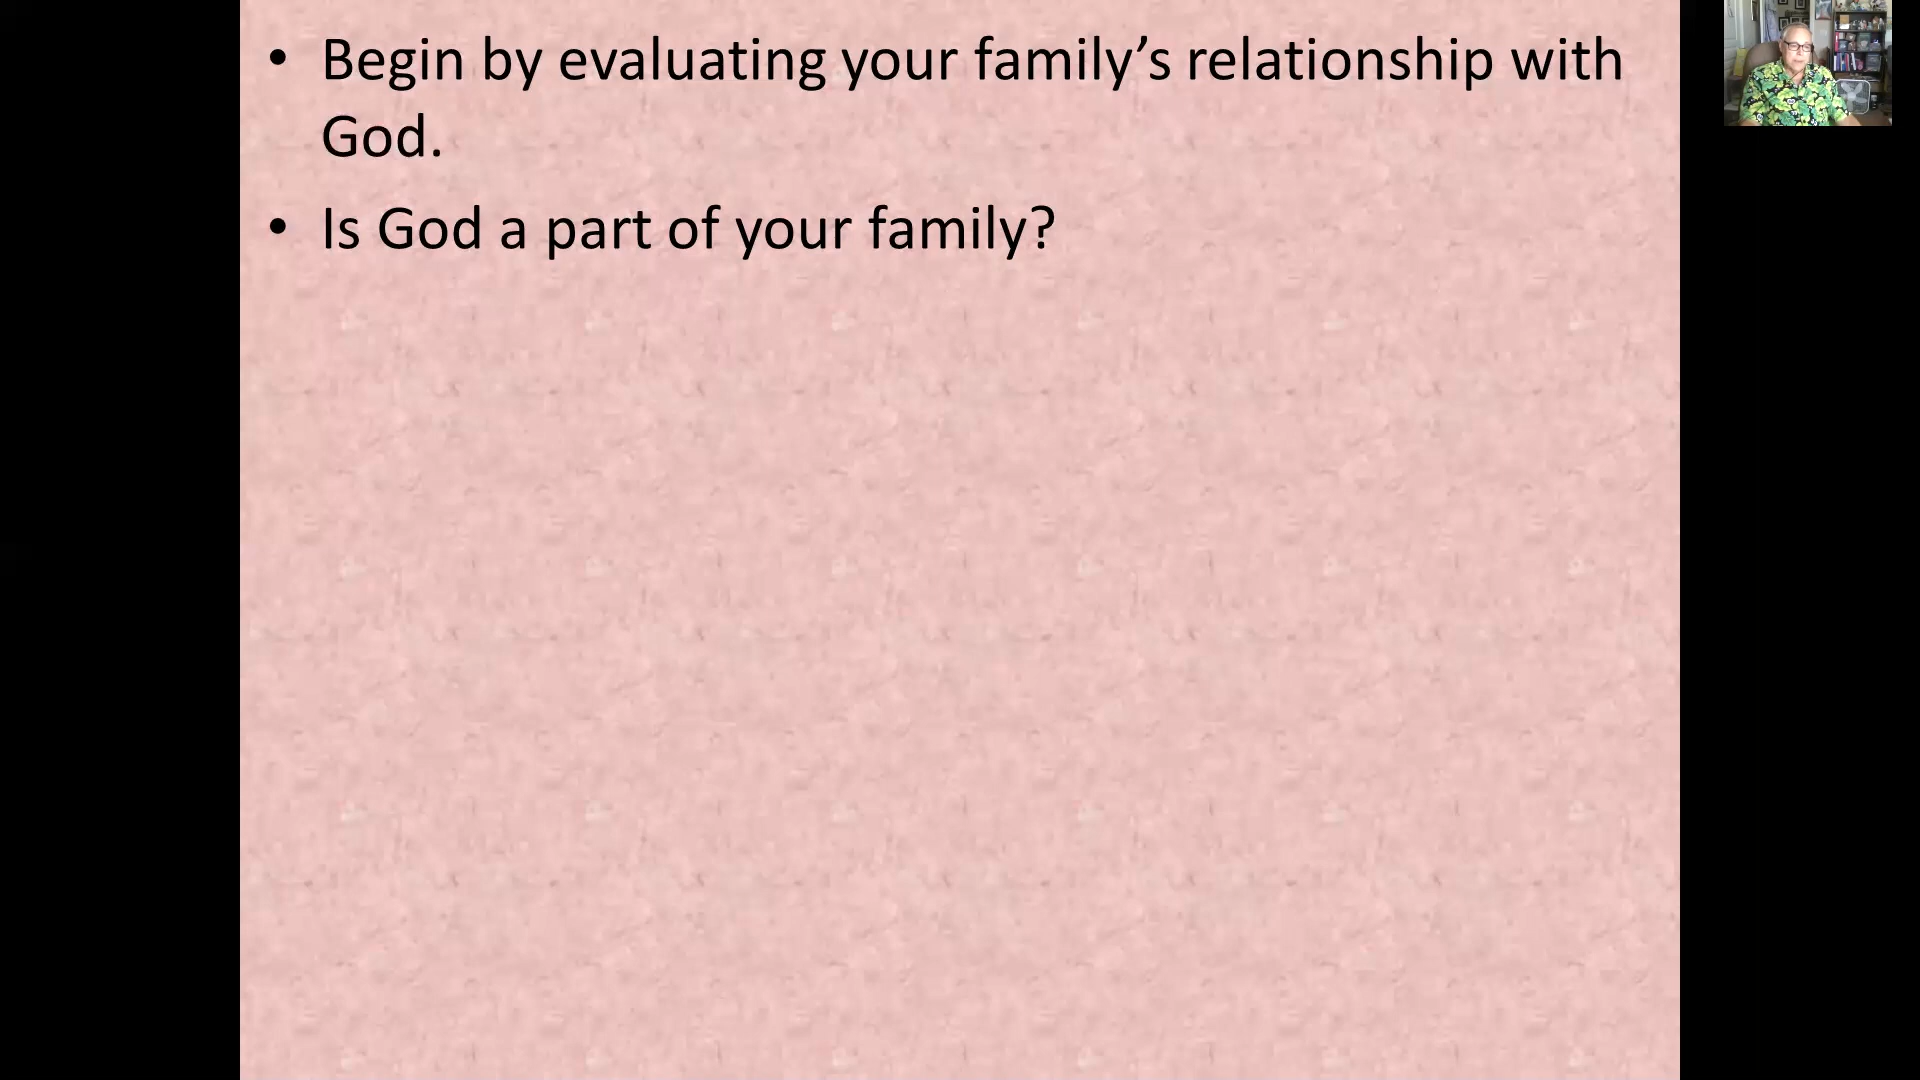 • Begin by evaluating your family’s relationship with
God.
• Is God a part of your family?